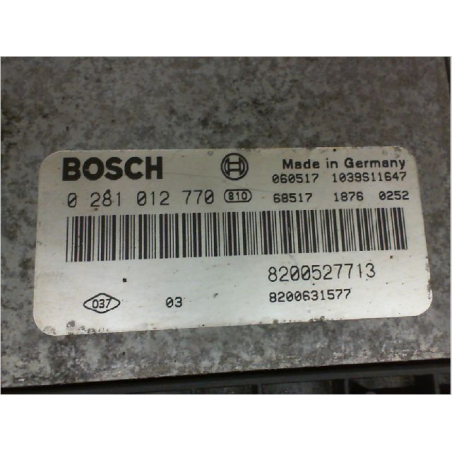 BOSCH
Made in Germany
060517 1039S11647
0 281 012 770 810 68517 1876 0252
8200527713
037 03 8200631577